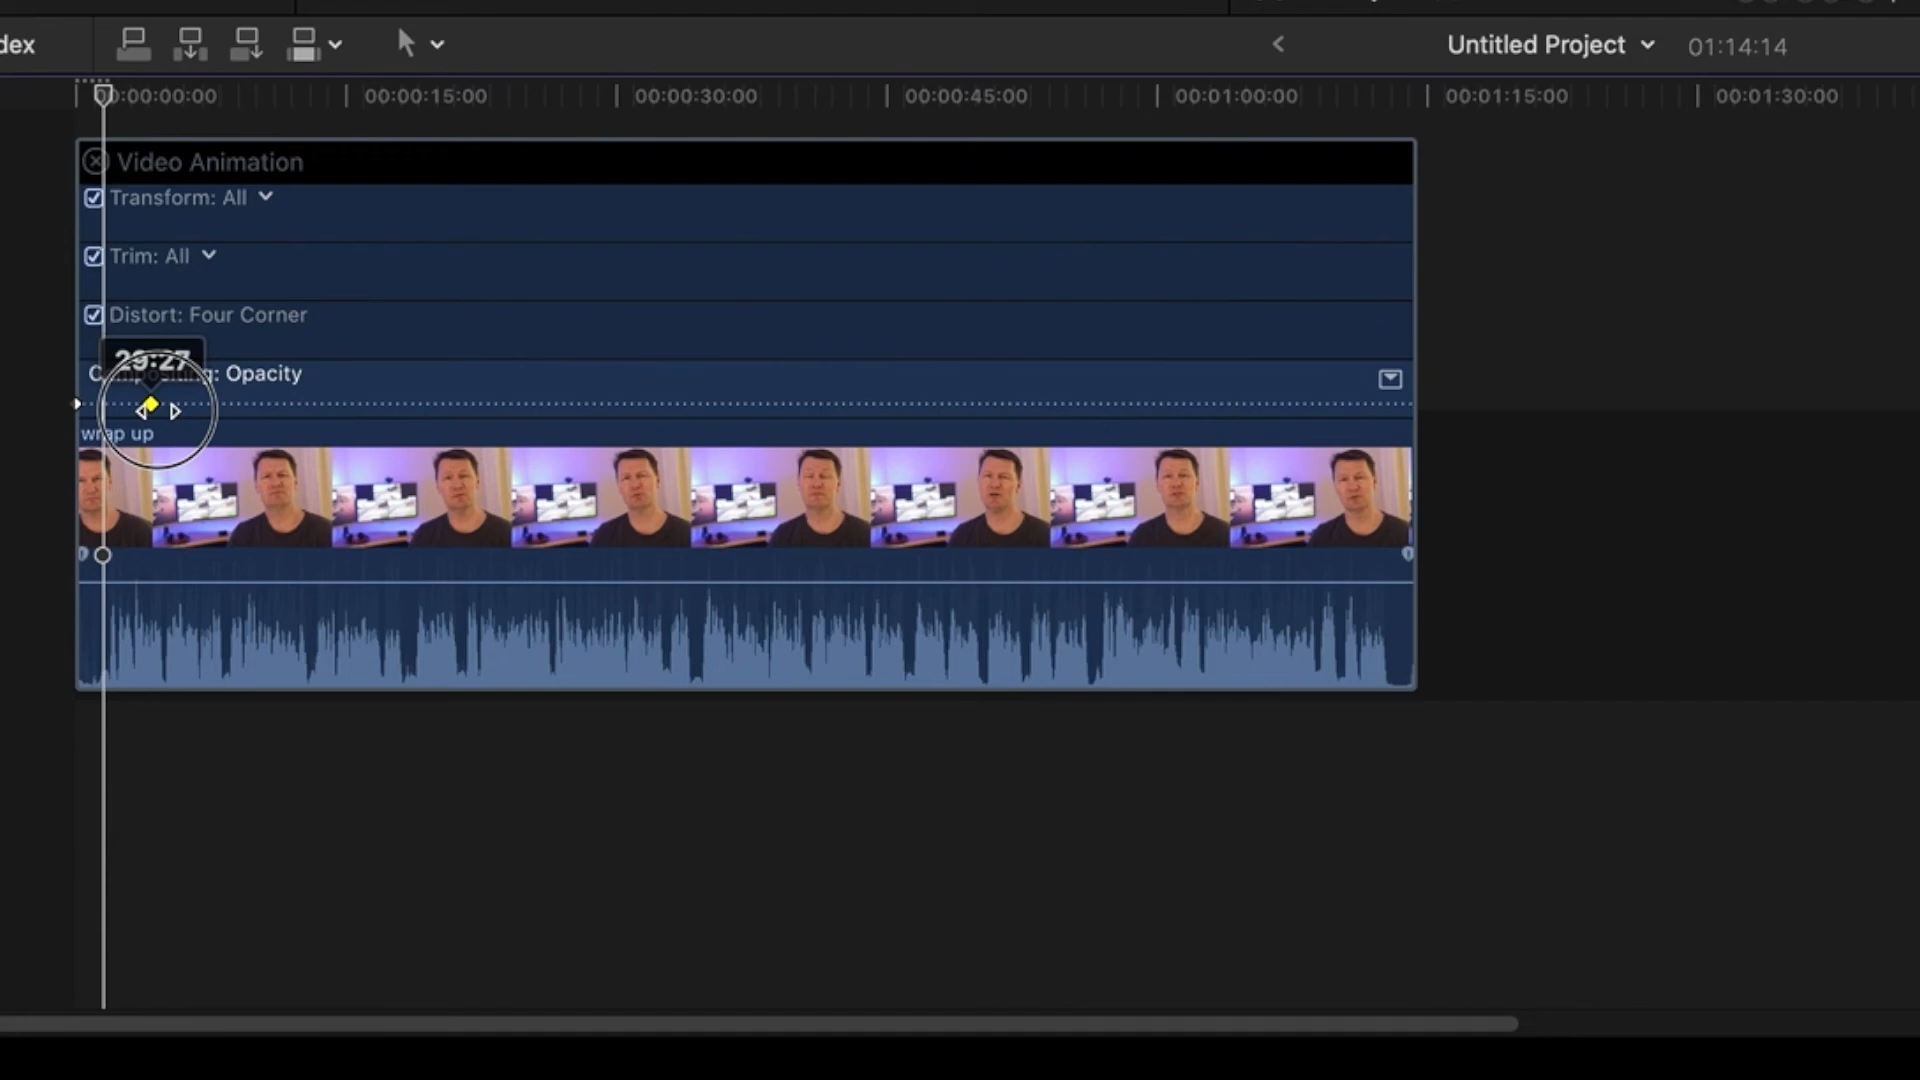 dex
Untitled Project
01:14:14
00:00:00:00
00:00:15:00
00:00:30:00
00:00:45:00
00:01:00:00
00:01:15:00
00:01:30:00
Video Animation
Transform: All
Trim: All
Distort: Four Corner
29:27
Compositing: Opacity
wrap up